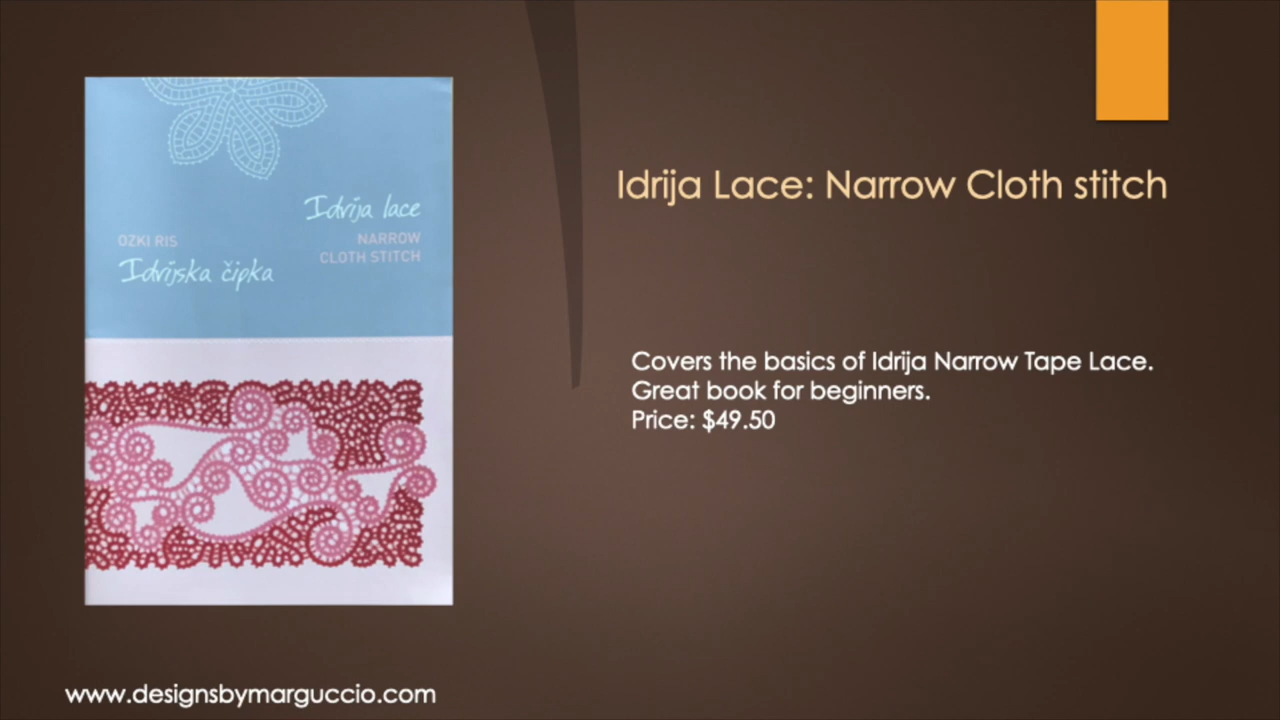 Idrija lace
NARROW
CLOTH STITCH
OZKI RIS
Idrijska čipka
Idrija Lace: Narrow Cloth stitch
Covers the basics of Idrija Narrow Tape Lace.
Great book for beginners.
Price: $49.50
www.designsbymarguccio.com